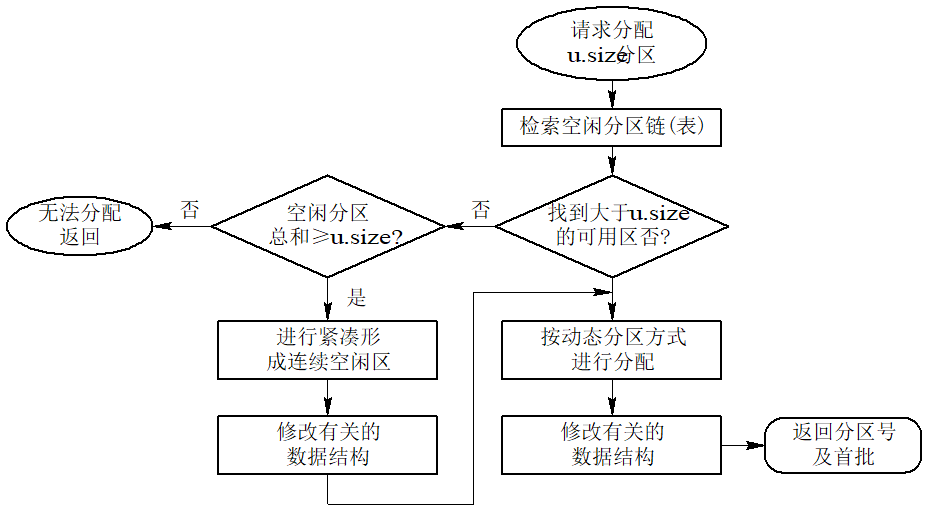 请求分配
u.size分区
检索空闲分区链(表)
找到大于u.size
的可用区否?
否
空闲分区
总和≥u.size?
否
无法分配
返回
是
进行紧凑形
成连续空闲区
修改有关的
数据结构
按动态分区方式
进行分配
修改有关的
数据结构
返回分区号
及首批